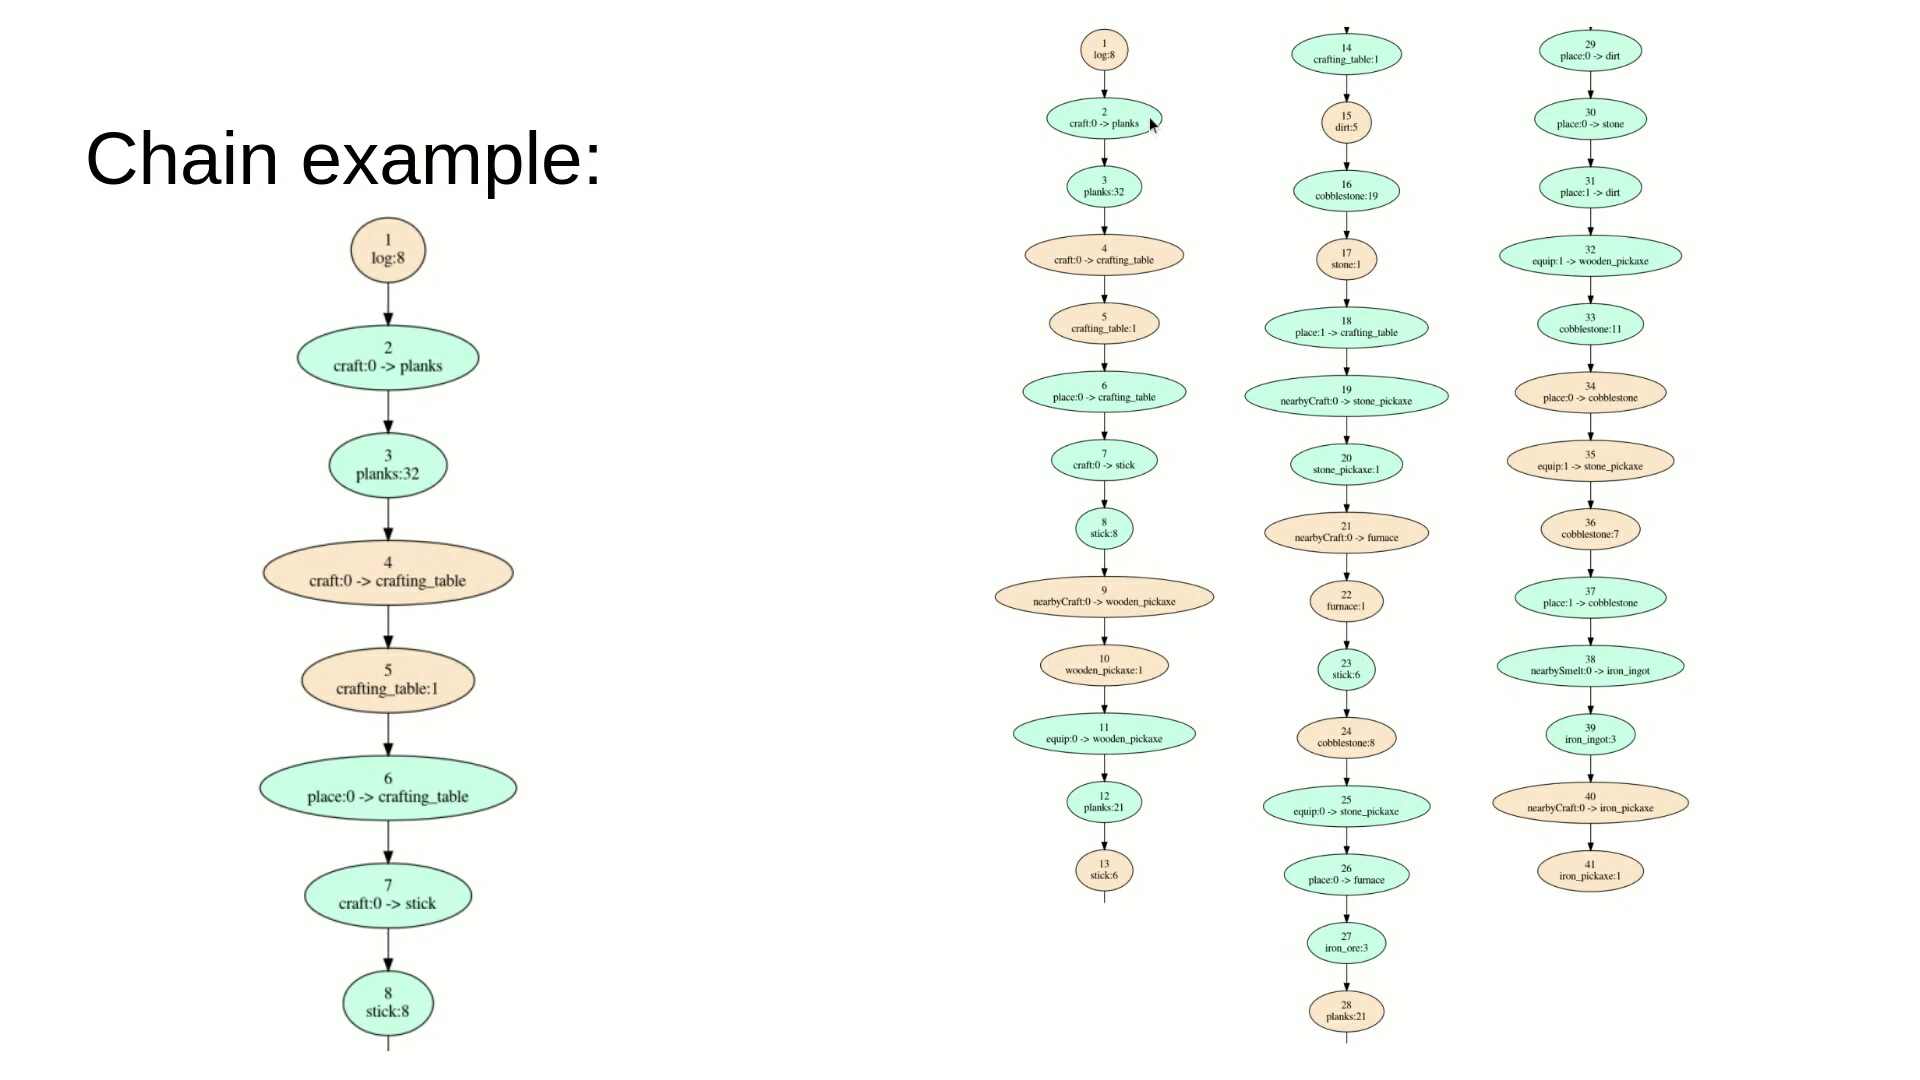 Chain example:
1
log:8
2
craft:0 -> planks
3
planks:32
4
craft:0 -> crafting_table
5
crafting_table:1
6
place:0 -> crafting_table
7
craft:0 -> stick
8
stick:8
1
log:8
2
craft:0 -> planks
3
planks:32
4
craft:0 -> crafting_table
5
crafting_table:1
6
place:0 -> crafting_table
7
craft:0 -> stick
8
stick:8
9
nearbyCraft:0 -> wooden_pickaxe
10
wooden_pickaxe:1
11
equip:0 -> wooden_pickaxe
12
planks:21
13
stick:6
14
crafting_table:1
15
dirt:5
16
cobblestone:19
17
stone:1
18
place:1 -> crafting_table
19
nearbyCraft:0 -> stone_pickaxe
20
stone_pickaxe:1
21
nearbyCraft:0 -> furnace
22
furnace:1
23
stick:6
24
cobblestone:8
25
equip:0 -> stone_pickaxe
26
place:0 -> furnace
27
iron_ore:3
28
planks:21
29
place:0 -> dirt
30
place:0 -> stone
31
place:1 -> dirt
32
equip:1 -> wooden_pickaxe
33
cobblestone:11
34
place:0 -> cobblestone
35
equip:1 -> stone_pickaxe
36
cobblestone:7
37
place:1 -> cobblestone
38
nearbySmelt:0 -> iron_ingot
39
iron_ingot:3
40
nearbyCraft:0 -> iron_pickaxe
41
iron_pickaxe:1